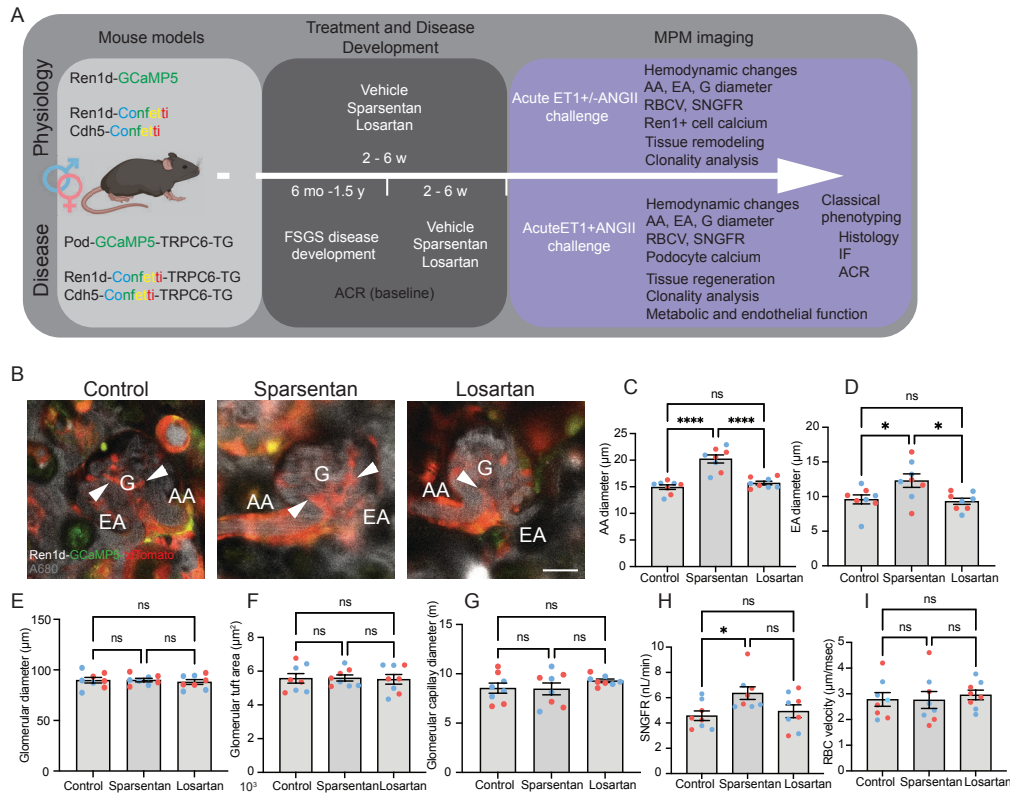 A
Mouse models
Treatment and Disease
Development
MPM imaging
Physiology
Disease
Ren1d-GCaMP5
Ren1d-Confetti
Cdh5-Confetti
Pod-GCaMP5-TRPC6-TG
Ren1d-Confetti-TRPC6-TG
Cdh5-Confetti-TRPC6-TG
Vehicle
Sparsentan
Losartan
2 - 6 w
6 mo -1.5 y
2 - 6 w
FSGS disease
development
Vehicle
Sparsentan
Losartan
ACR (baseline)
Acute ET1+/-ANGII
challenge
Hemodynamic changes
AA, EA, G diameter
RBCV, SNGFR
Ren1+ cell calcium
Tissue remodeling
Clonality analysis
AcuteET1+ANGII
challenge
Hemodynamic changes
AA, EA, G diameter
RBCV, SNGFR
Podocyte calcium
Tissue regeneration
Clonality analysis
Metabolic and endothelial function
Classical
phenotyping
Histology
IF
ACR
B
Control
Sparsentan
Losartan
G
AA
EA
Ren1d-GCaMP5
A680
G
AA
EA
G
AA
EA
C
ns
**** ****
AA diameter (µm)
25
20
15
10
5
0
Control Sparsentan Losartan
D
ns
* *
EA diameter (µm)
20
15
10
5
0
Control Sparsentan Losartan
E
ns
ns ns
Glomerular diameter (µm)
150
100
50
0
Control Sparsentan Losartan
F
ns
ns ns
Glomerular tuft area (µm²)
8
6
4
2
0
10³
Control Sparsentan Losartan
G
ns
ns ns
Glomerular capillay diameter (m)
15
10
5
0
Control Sparsentan Losartan
H
ns
* ns
SNGFR (nL/min)
10
8
6
4
2
0
Control Sparsentan Losartan
I
ns
ns ns
RBC velocity (µm/msec)
6
5
4
3
2
1
0
Control Sparsentan Losartan